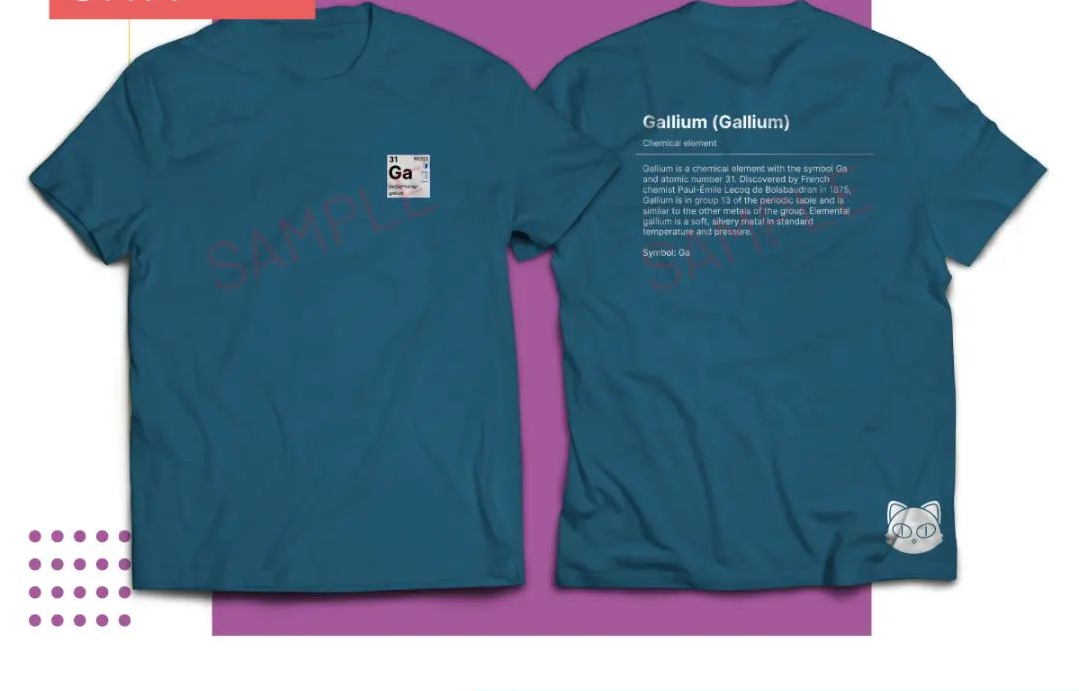 31
Ga
SAMPLE
Gallium (Gallium)
Chemical element
Gallium is a chemical element with the symbol Ga
and atomic number 31. Discovered by French
chemist Paul-Émile Lecoq de Boisbaudran in 1875,
Gallium is in group 13 of the periodic table and is
similar to the other metals of the group. Elemental
gallium is a soft, silvery metal in standard
temperature and pressure.
Symbol: Ga
SAMPLE